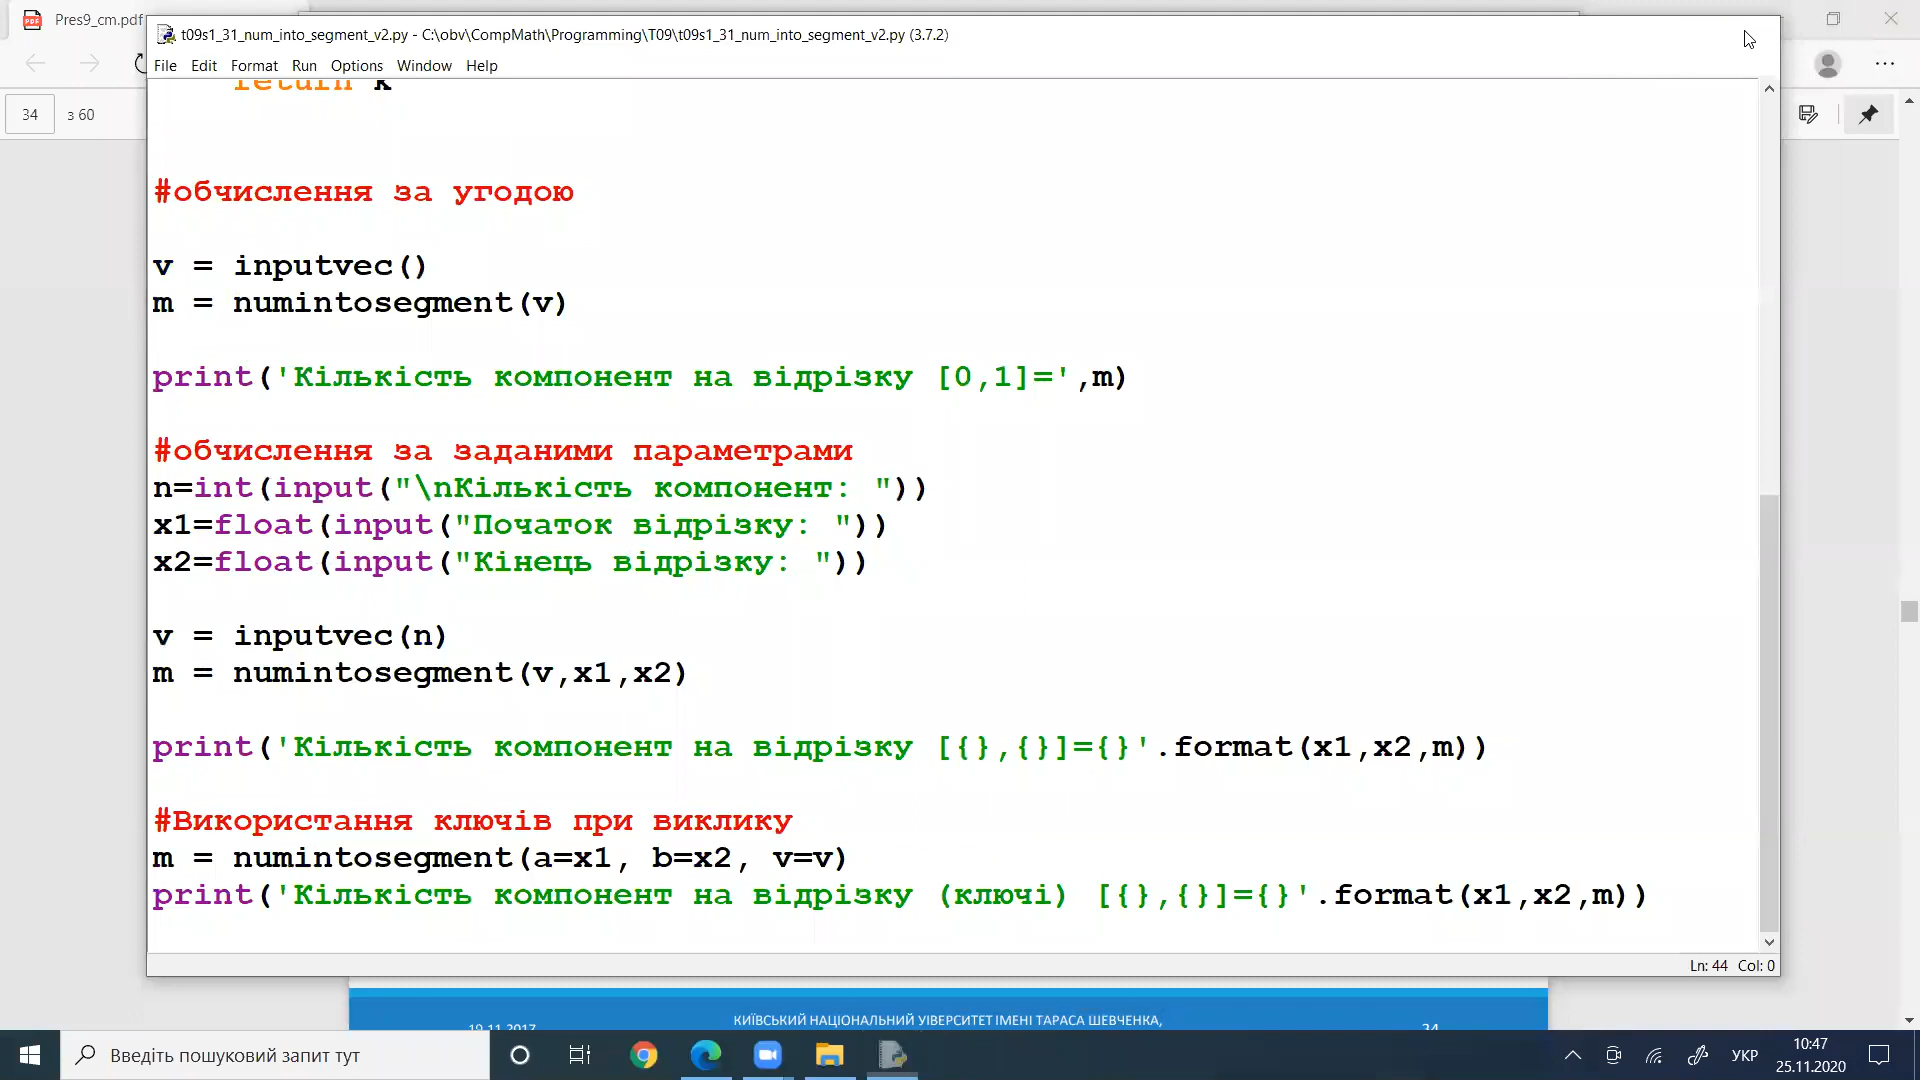 Pres9_cm.pdf
t09s1_31_num_into_segment_v2.py - C:\obv\CompMath\Programming\T09\t09s1_31_num_into_segment_v2.py (3.7.2)
File Edit Format Run Options Window Help
34 з 60
return k
#обчислення за угодою
v = inputvec()
m = numintosegment(v)
print('Кількість компонент на відрізку [0,1]=',m)
#обчислення за заданими параметрами
n=int(input("\nКількість компонент: "))
x1=float(input("Початок відрізку: "))
x2=float(input("Кінець відрізку: "))
v = inputvec(n)
m = numintosegment(v,x1,x2)
print('Кількість компонент на відрізку [{},{}]={}'.format(x1,x2,m))
#Використання ключів при виклику
m = numintosegment(a=x1, b=x2, v=v)
print('Кількість компонент на відрізку (ключі) [{},{}]={}'.format(x1,x2,m))
Ln: 44 Col: 0
19.11.2017 КИЇВСЬКИЙ НАЦІОНАЛЬНИЙ УІВЕРСИТЕТ ІМЕНІ ТАРАСА ШЕВЧЕНКА, 34
Введіть пошуковий запит тут
УКР
10:47
25.11.2020